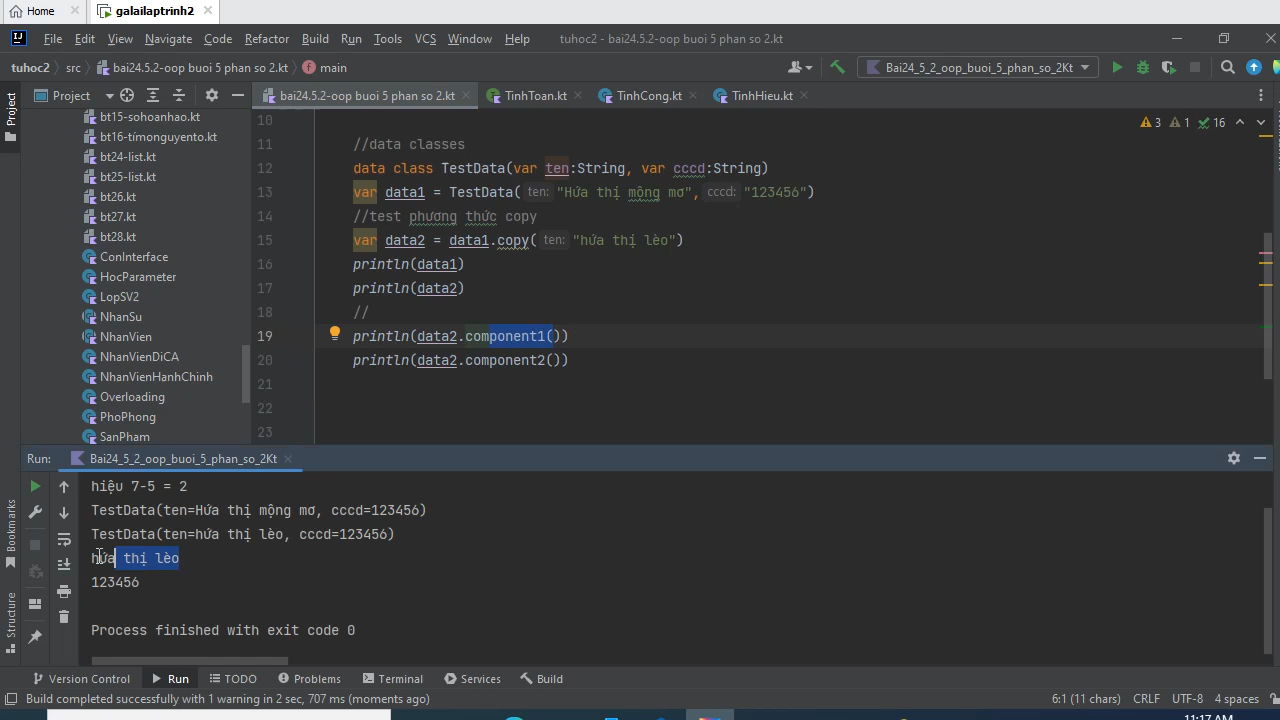 Home
galailaptrinh2
File Edit View Navigate Code Refactor Build Run Tools VCS Window Help tuhoc2 - bai24.5.2-oop buoi 5 phan so 2.kt
tuhoc2 src bai24.5.2-oop buoi 5 phan so 2.kt main Bai24_5_2_oop_buoi_5_phan_so_2Kt
Project
Project
bai24.5.2-oop buoi 5 phan so 2.kt TinhToan.kt TinhCong.kt TinhHieu.kt
bt15-sohoanhao.kt
bt16-tímonguyento.kt
bt24-list.kt
bt25-list.kt
bt26.kt
bt27.kt
bt28.kt
ConInterface
HocParameter
LopSV2
NhanSu
NhanVien
NhanVienDiCA
NhanVienHanhChinh
Overloading
PhoPhong
SanPham
3 1 16
10
11 //data classes
12 data class TestData(var ten:String, var cccd:String)
13 var data1 = TestData( ten: "Hứa thị mộng mơ", cccd: "123456")
14 //test phương thức copy
15 var data2 = data1.copy( ten: "hứa thị lèo")
16 println(data1)
17 println(data2)
18 //
19 println(data2.component1())
20 println(data2.component2())
21
22
23
Run: Bai24_5_2_oop_buoi_5_phan_so_2Kt
hiệu 7-5 = 2
TestData(ten=Hứa thị mộng mơ, cccd=123456)
TestData(ten=hứa thị lèo, cccd=123456)
hứa thị lèo
123456
Process finished with exit code 0
Bookmarks
Structure
Version Control Run TODO Problems Terminal Services Build
Build completed successfully with 1 warning in 2 sec, 707 ms (moments ago) 6:1 (11 chars) CRLF UTF-8 4 spaces
11:17 AM